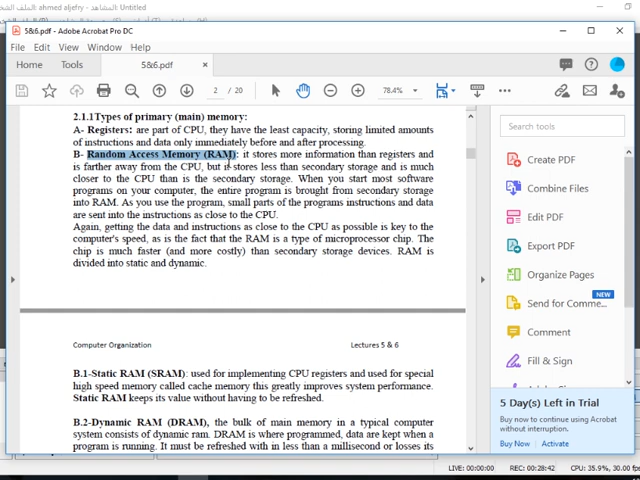 ahmed aljefry
: Untitled
5&6.pdf - Adobe Acrobat Pro DC
File Edit View Window Help
Home Tools 5&6.pdf ×
2 / 20 78.4%
2.1.1Types of primary (main) memory:
A- Registers: are part of CPU, they have the least capacity, storing limited amounts
of instructions and data only immediately before and after processing.
B- Random Access Memory (RAM): it stores more information than registers and
is farther away from the CPU, but it stores less than secondary storage and is much
closer to the CPU than is the secondary storage. When you start most software
programs on your computer, the entire program is brought from secondary storage
into RAM. As you use the program, small parts of the programs instructions and data
are sent into the instructions as close to the CPU.
Again, getting the data and instructions as close to the CPU as possible is key to the
computer's speed, as is the fact that the RAM is a type of microprocessor chip. The
chip is much faster (and more costly) than secondary storage devices. RAM is
divided into static and dynamic.
Computer Organization Lectures 5 & 6
B.1-Static RAM (SRAM): used for implementing CPU registers and used for special
high speed memory called cache memory this greatly improves system performance.
Static RAM keeps its value without having to be refreshed.
B.2-Dynamic RAM (DRAM), the bulk of main memory in a typical computer
system consists of dynamic ram. DRAM is where programmed, data are kept when a
program is running. It must be refreshed with in less than a millisecond or loses its
Search tools
Create PDF
Combine Files
Edit PDF
Export PDF
Organize Pages
NEW
Send for Comme...
Comment
Fill & Sign
5 Day(s) Left in Trial
Buy now to continue using Acrobat
without interruption.
Buy Now Activate
LIVE: 00:00:00 REC: 00:28:42 CPU: 35.9%, 30.00 fp